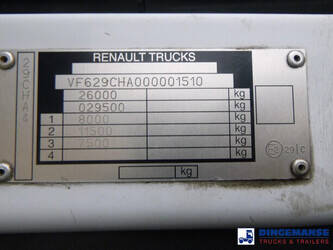 RENAULT TRUCKS
29CHA4
VF629CHA000001510
26000 kg
029500 kg
1 8000 kg
2 11500 kg
3 7500 kg
4 kg
kg
DINGEMANSE
TRUCKS & TRAILERS